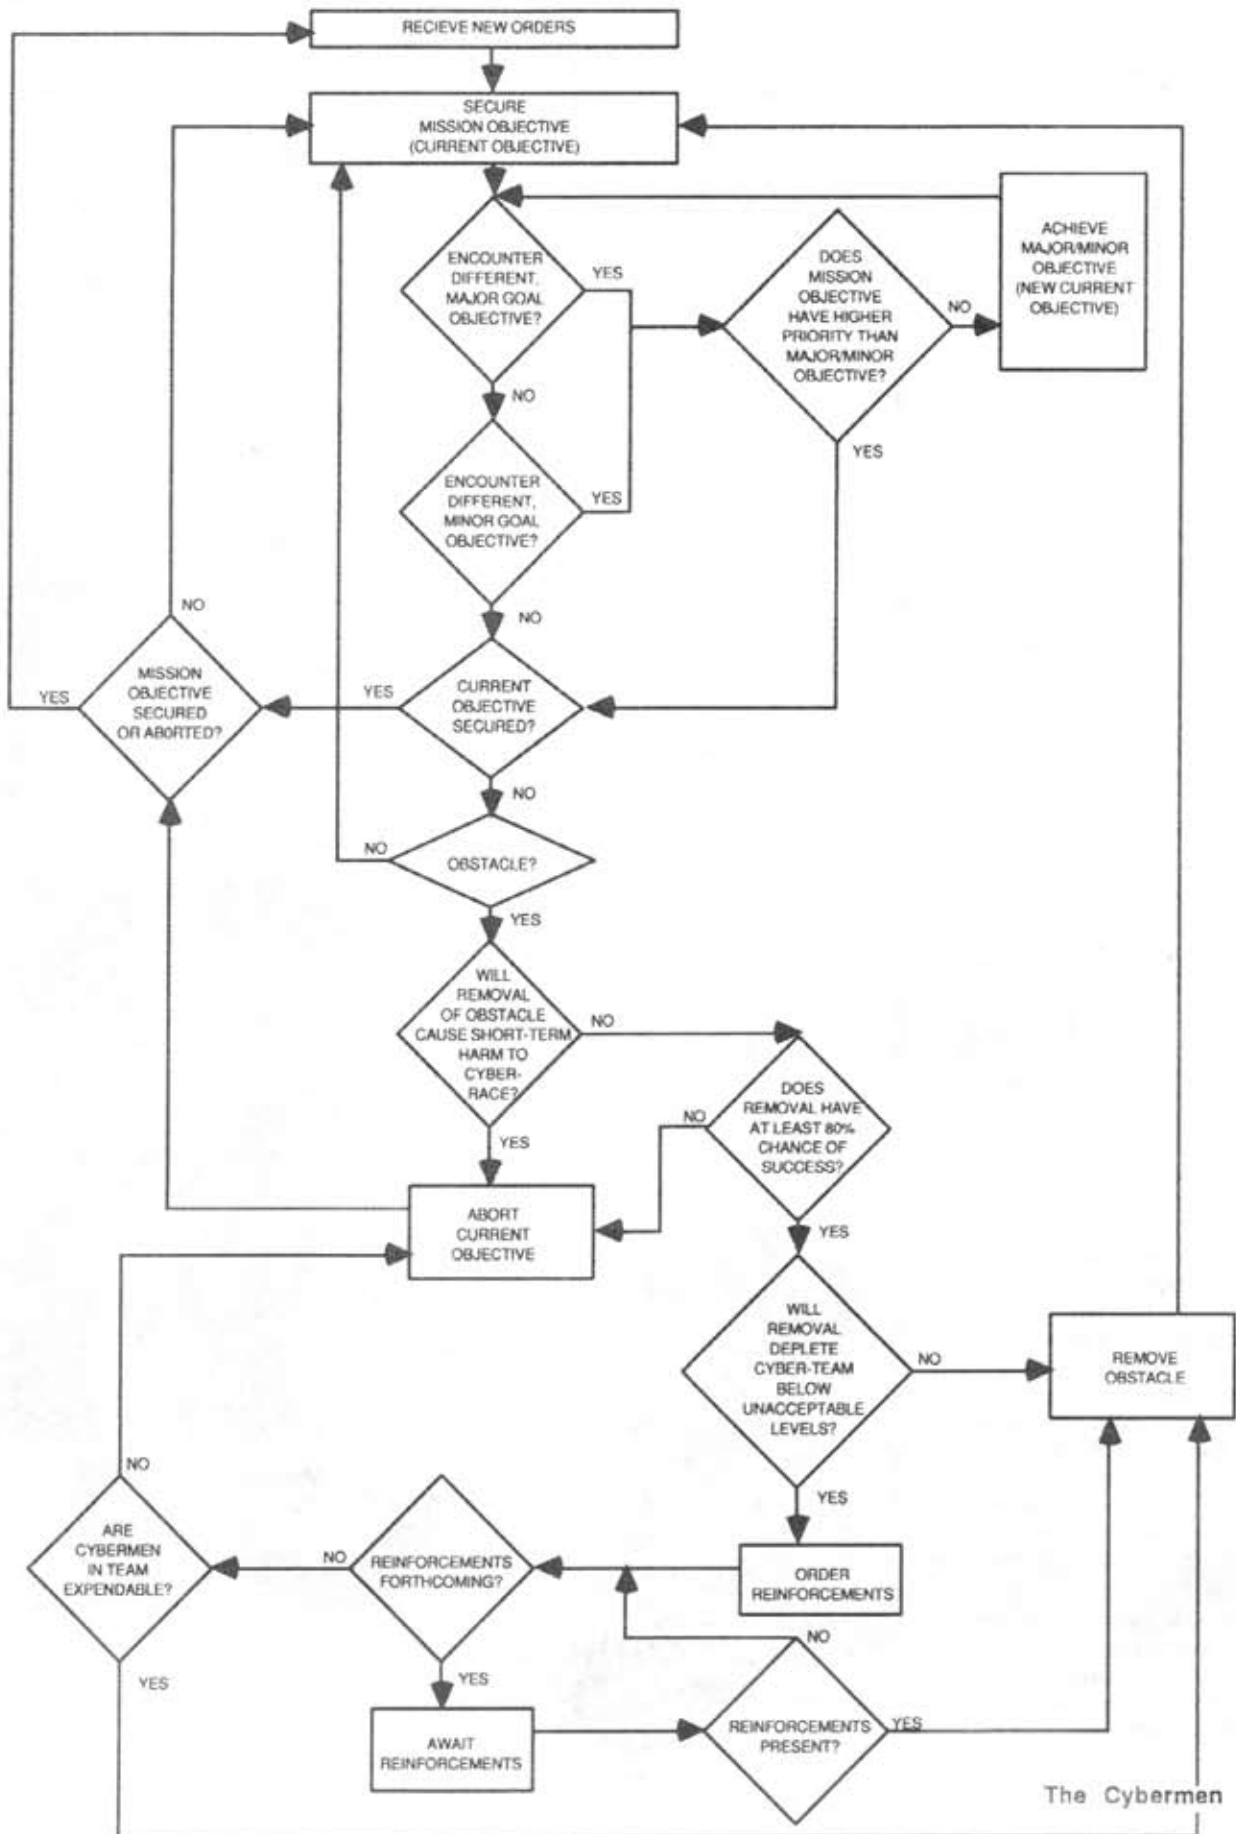 RECIEVE NEW ORDERS
SECURE
MISSION OBJECTIVE
(CURRENT OBJECTIVE)
ACHIEVE
MAJOR/MINOR
OBJECTIVE
(NEW CURRENT
OBJECTIVE)
ENCOUNTER
DIFFERENT,
MAJOR GOAL
OBJECTIVE?
YES
NO
DOES
MISSION
OBJECTIVE
HAVE HIGHER
PRIORITY THAN
MAJOR/MINOR
OBJECTIVE?
NO
YES
ENCOUNTER
DIFFERENT,
MINOR GOAL
OBJECTIVE?
YES
NO
MISSION
OBJECTIVE
SECURED
OR ABORTED?
NO
YES
CURRENT
OBJECTIVE
SECURED?
YES
NO
OBSTACLE?
NO
YES
WILL
REMOVAL
OF OBSTACLE
CAUSE SHORT-TERM
HARM TO
CYBER-
RACE?
NO
YES
DOES
REMOVAL HAVE
AT LEAST 80%
CHANCE OF
SUCCESS?
NO
YES
ABORT
CURRENT
OBJECTIVE
WILL
REMOVAL
DEPLETE
CYBER-TEAM
BELOW
UNACCEPTABLE
LEVELS?
NO
YES
REMOVE
OBSTACLE
ARE
CYBERMEN
IN TEAM
EXPENDABLE?
NO
YES
REINFORCEMENTS
FORTHCOMING?
NO
YES
ORDER
REINFORCEMENTS
AWAIT
REINFORCEMENTS
REINFORCEMENTS
PRESENT?
NO
YES
The Cybermen